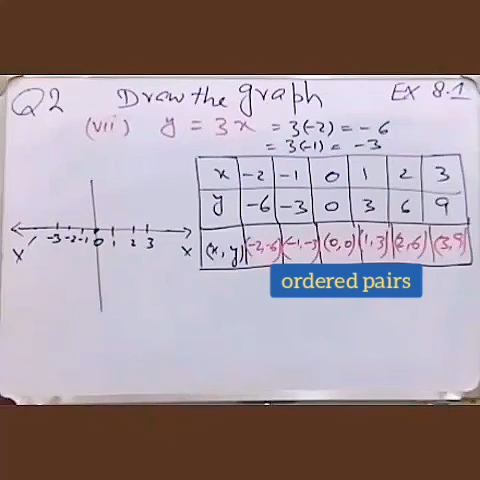 Q2 Draw the graph EX 8.1
(vii) y = 3x = 3(-2) = -6
= 3(-1) = -3
x -2 -1 0 1 2 3
y -6 -3 0 3 6 9
(x, y) (-2,-6) (-1,-3) (0,0) (1,3) (2,6) (3,9)
x' -3 -2 -1 0 1 2 3 x
ordered pairs